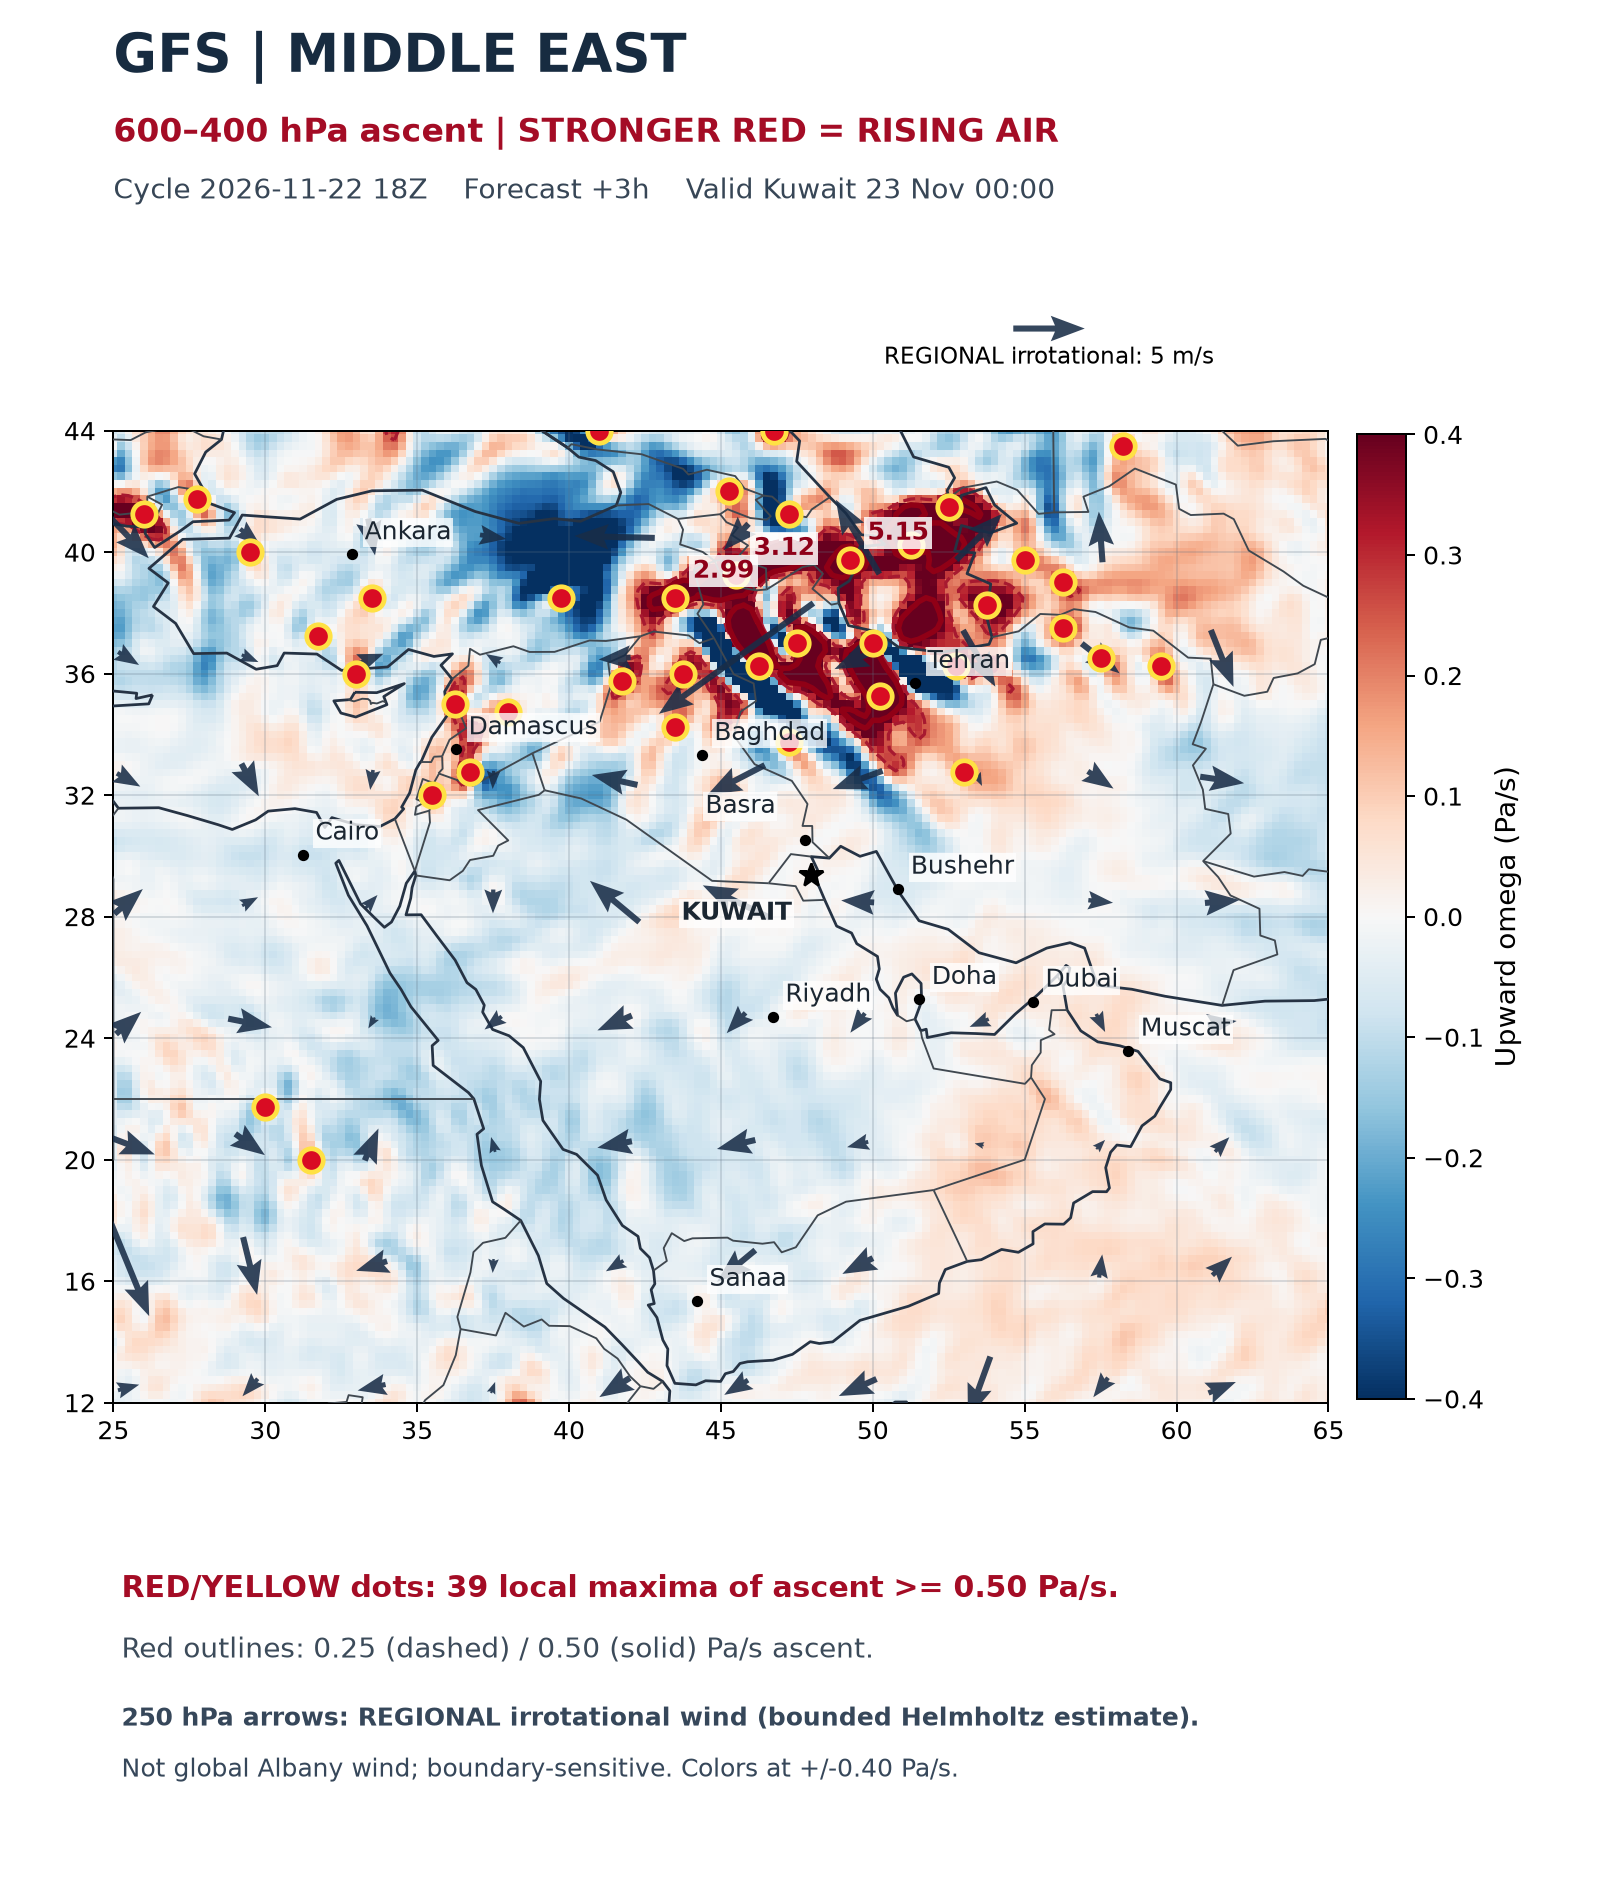 GFS | MIDDLE EAST
600–400 hPa ascent | STRONGER RED = RISING AIR
Cycle 2026-11-22 18Z    Forecast +3h    Valid Kuwait 23 Nov 00:00
REGIONAL irrotational: 5 m/s
44
40
36
32
28
24
20
16
12
25
30
35
40
45
50
55
60
65
Ankara
5.15
3.12
2.99
Tehran
Damascus
Baghdad
Basra
Cairo
Bushehr
KUWAIT
Doha
Dubai
Riyadh
Muscat
Sanaa
0.4
0.3
0.2
0.1
0.0
−0.1
−0.2
−0.3
−0.4
Upward omega (Pa/s)
RED/YELLOW dots: 39 local maxima of ascent >= 0.50 Pa/s.
Red outlines: 0.25 (dashed) / 0.50 (solid) Pa/s ascent.
250 hPa arrows: REGIONAL irrotational wind (bounded Helmholtz estimate).
Not global Albany wind; boundary-sensitive. Colors at +/-0.40 Pa/s.